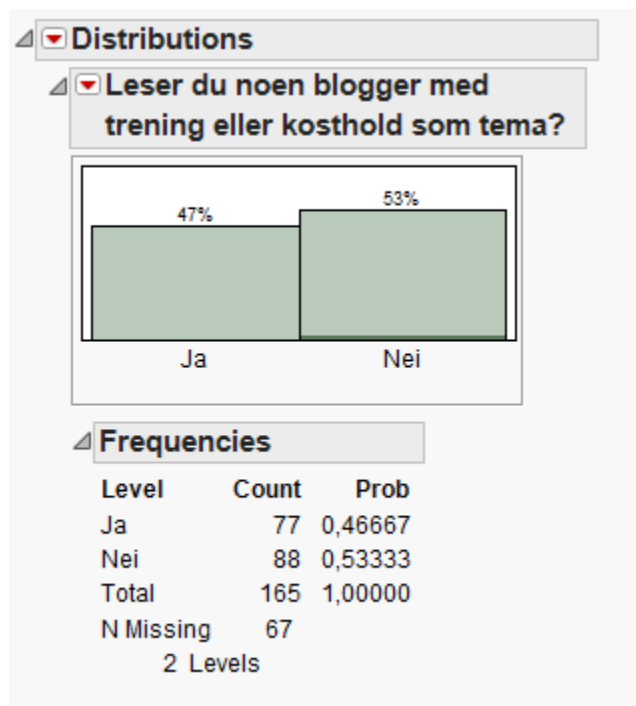 Distributions
Leser du noen blogger med
trening eller kosthold som tema?
47%
53%
Ja
Nei
Frequencies
Level Count Prob
Ja 77 0,46667
Nei 88 0,53333
Total 165 1,00000
N Missing 67
2 Levels